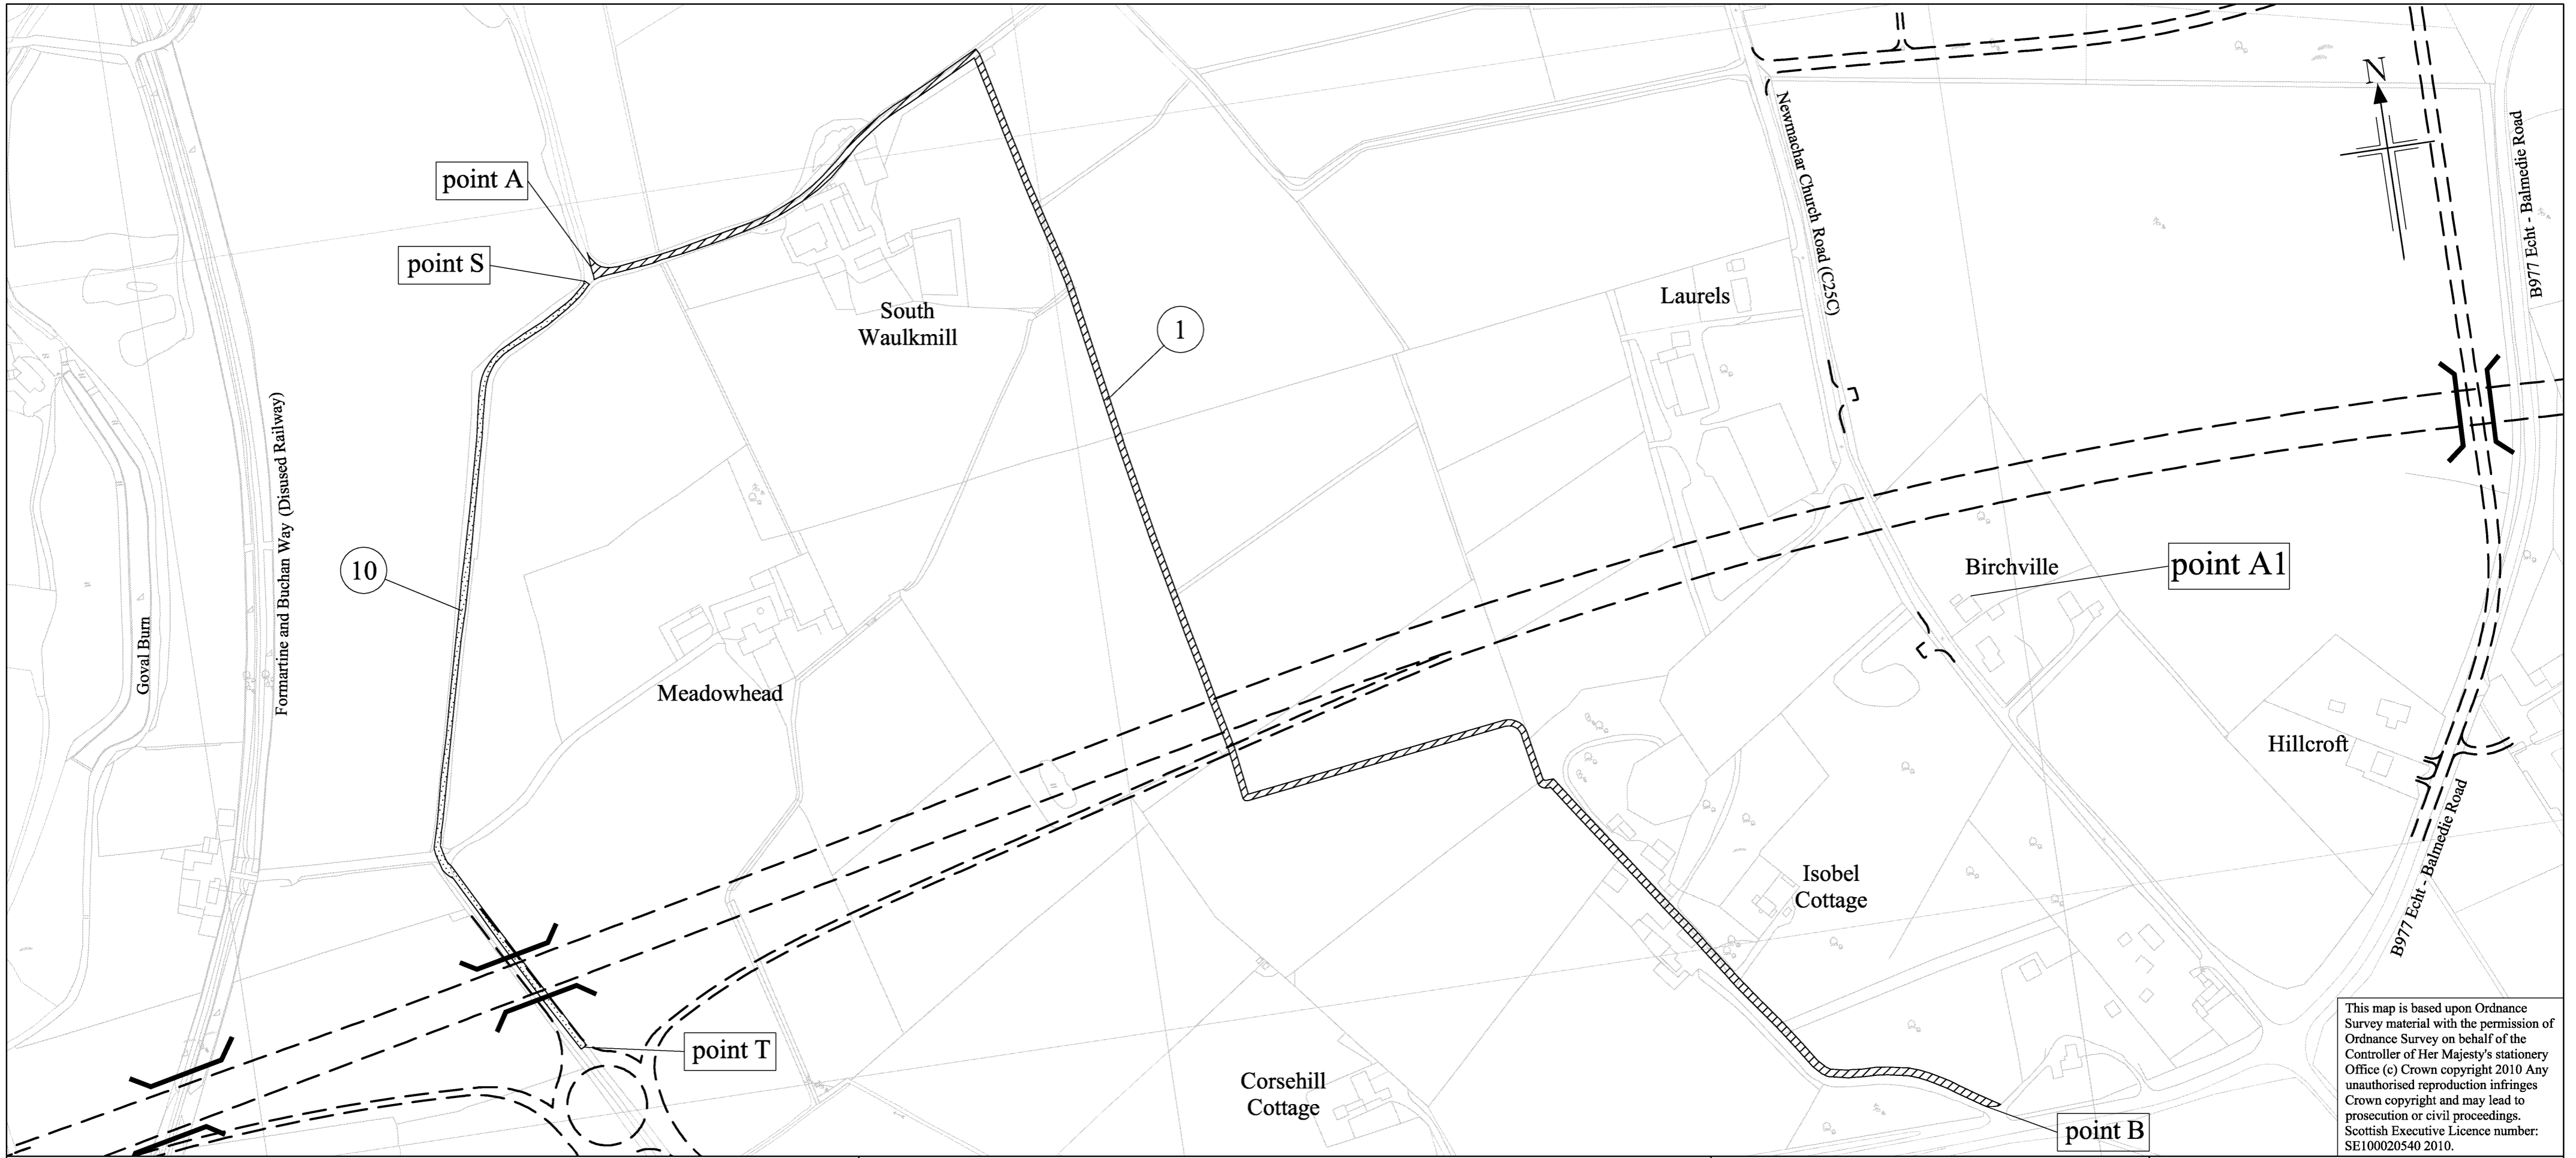 N
B977 Echt - Balmedie Road
Newmachar Church Road (C25C)
point A
point S
South
Waulkmill
1
Laurels
Formartine and Buchan Way (Disused Railway)
10
Birchville
point A1
Goval Burn
Meadowhead
Hillcroft
B977 Echt - Balmedie Road
Isobel
Cottage
point T
Corsehill
Cottage
point B
This map is based upon Ordnance
Survey material with the permission of
Ordnance Survey on behalf of the
Controller of Her Majesty's stationery
Office (c) Crown copyright 2010 Any
unauthorised reproduction infringes
Crown copyright and may lead to
prosecution or civil proceedings.
Scottish Executive Licence number:
SE100020540 2010.